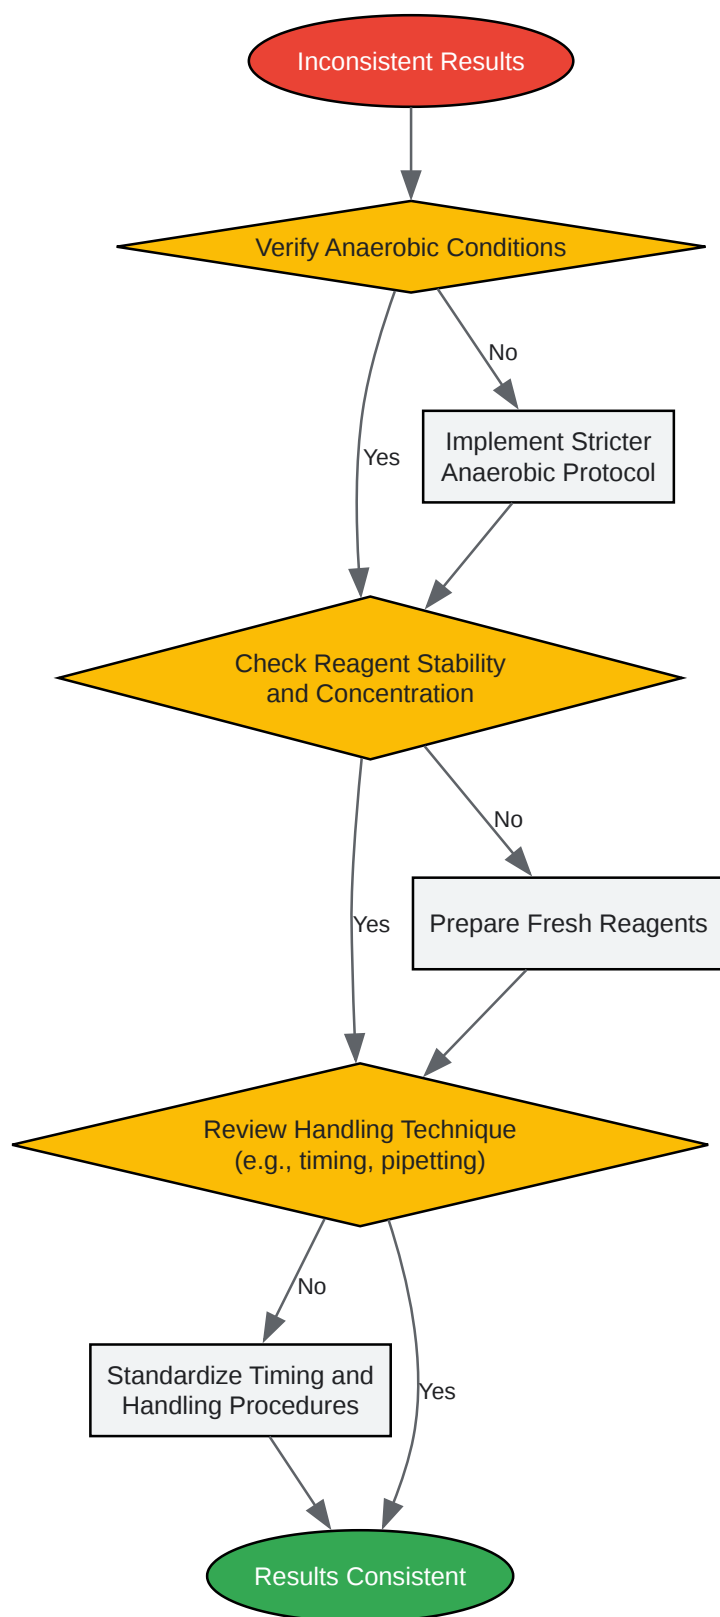 Inconsistent Results
Verify Anaerobic Conditions
No
Implement Stricter
Anaerobic Protocol
Yes
Check Reagent Stability
and Concentration
No
Prepare Fresh Reagents
Yes
Review Handling Technique
(e.g., timing, pipetting)
No
Standardize Timing and
Handling Procedures
Yes
Results Consistent